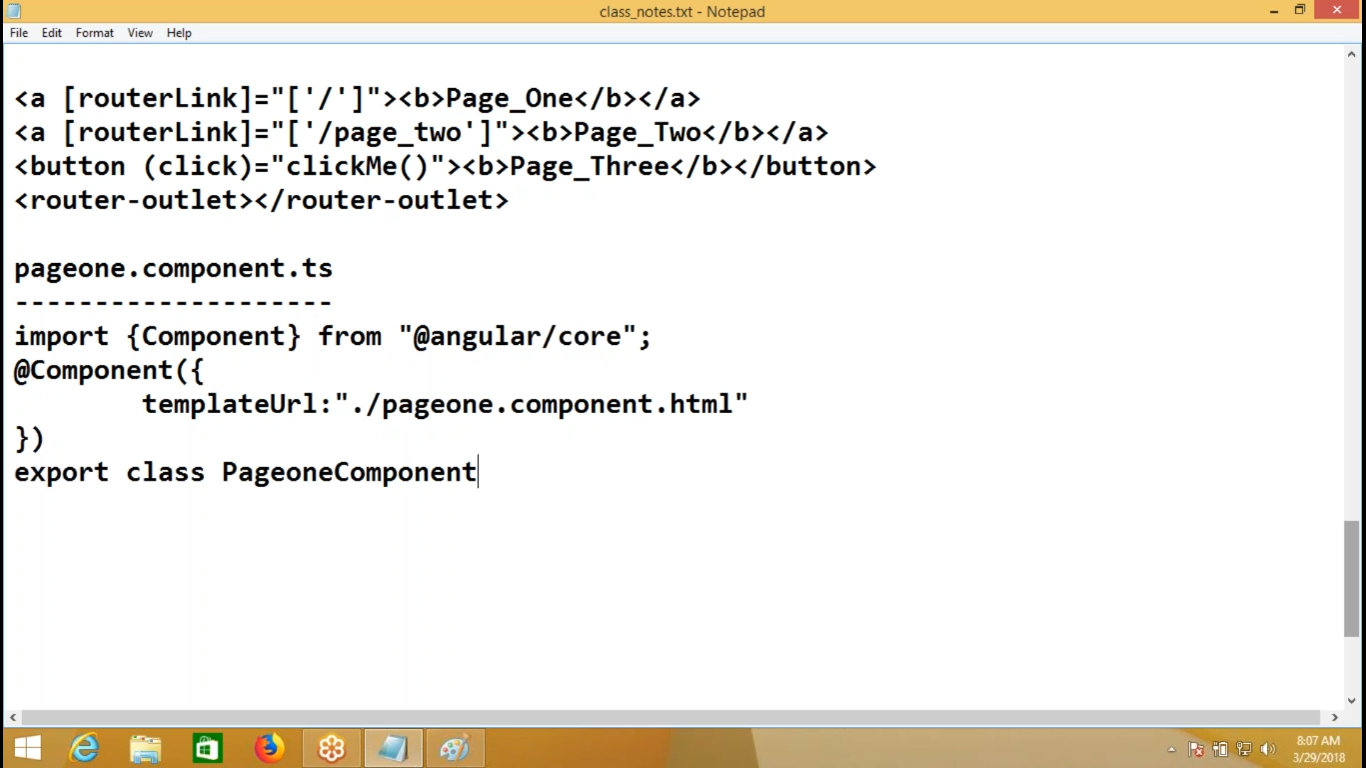 class_notes.txt - Notepad
File Edit Format View Help
<a [routerLink]="['/']"><b>Page_One</b></a>
<a [routerLink]="['/page_two']"><b>Page_Two</b></a>
<button (click)="clickMe()"><b>Page_Three</b></button>
<router-outlet></router-outlet>
pageone.component.ts
--------------------
import {Component} from "@angular/core";
@Component({
        templateUrl:"./pageone.component.html"
})
export class PageoneComponent
8:07 AM
3/29/2018